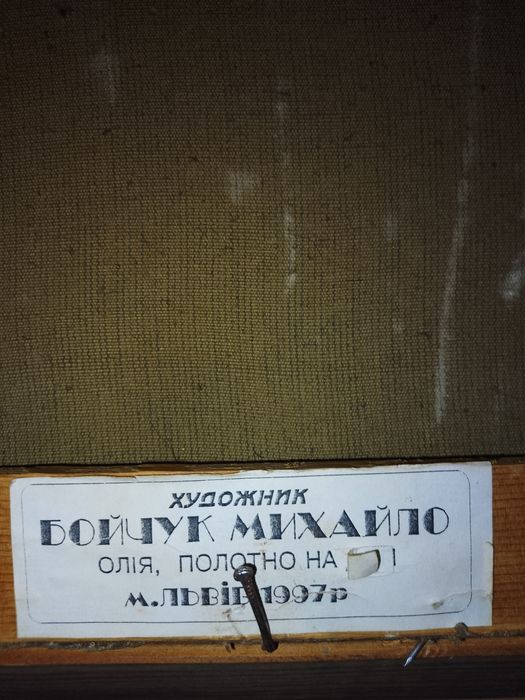 ХУДОЖНИК
БОЙЧУК МИХАЙЛО
ОЛІЯ, ПОЛОТНО НА
м. ЛЬВІВ 1997р